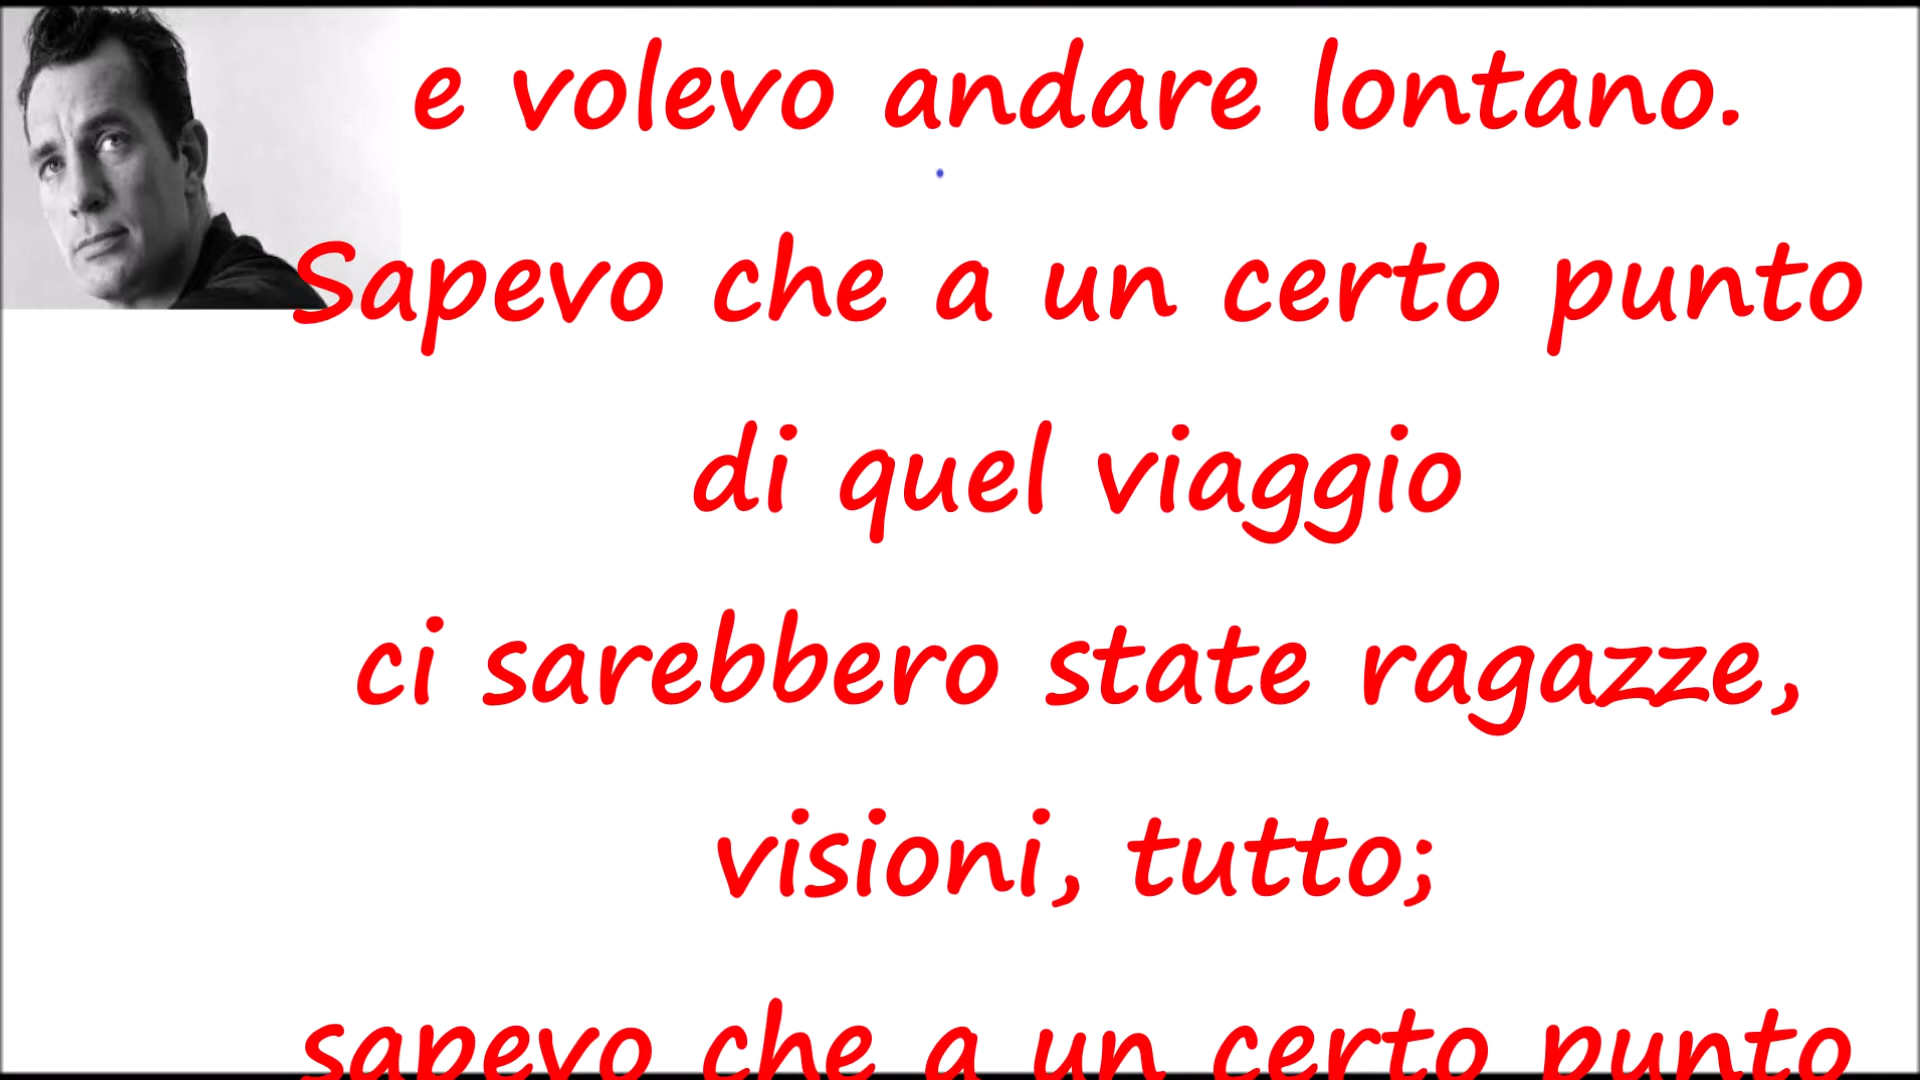 e volevo andare lontano.
Sapevo che a un certo punto
di quel viaggio
ci sarebbero state ragazze,
visioni, tutto;
sapevo che a un certo punto